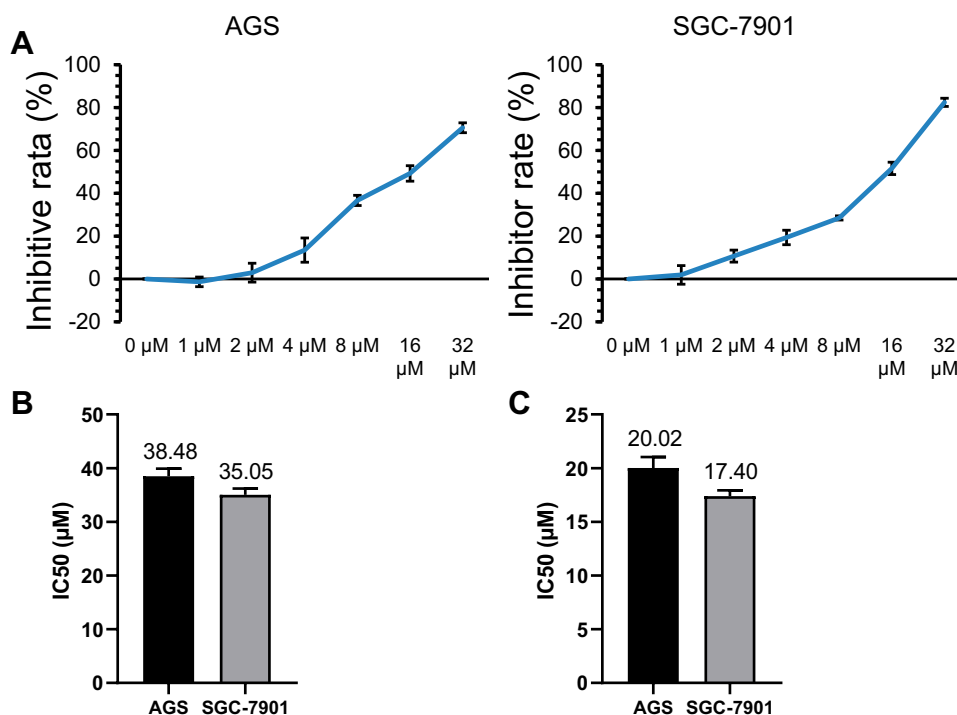 A
AGS
SGC-7901
Inhibitive rata (%)
100
80
60
40
20
0
-20
0 µM 1 µM 2 µM 4 µM 8 µM 16 µM 32 µM
Inhibitor rate (%)
100
80
60
40
20
0
-20
0 µM 1 µM 2 µM 4 µM 8 µM 16 µM 32 µM
B
IC50 (µM)
50
40
30
20
40
10
0
38.48
35.05
AGS SGC-7901
C
IC50 (µM)
25
20
15
10
5
0
20.02
17.40
AGS SGC-7901